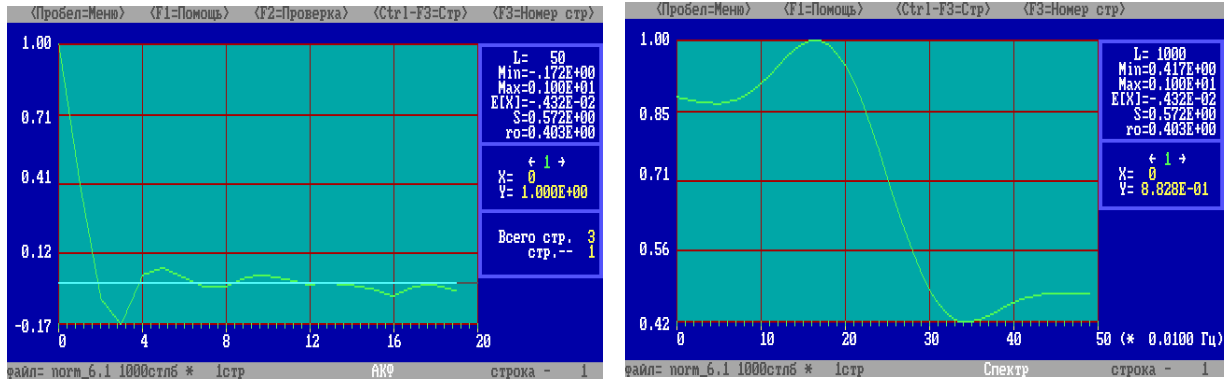 <Пробел=Меню> <F1=Помощь> <F2=Проверка> <Ctrl-F3=Стр> <F3=Номер стр>
1.00
0.71
0.41
0.12
-0.17
0 4 8 12 16 20
L= 50
Min=-.172E+00
Max=0.100E+01
E[X]=-.432E-02
S=0.572E+00
ro=0.403E+00
← 1 →
X= 0
Y= 1.000E+00
Всего стр. 3
стр.-- 1
файл= norm_6.1 1000стлб * 1стр АКФ строка - 1
<Пробел=Меню> <F1=Помощь> <Ctrl-F3=Стр> <F3=Номер стр>
1.00
0.85
0.71
0.56
0.42
0 10 20 30 40 50 (* 0.0100 Гц)
L= 1000
Min=0.417E+00
Max=0.100E+01
E[X]=-.432E-02
S=0.572E+00
ro=0.403E+00
← 1 →
X= 0
Y= 8.828E-01
файл= norm_6.1 1000стлб * 1стр Спектр строка - 1